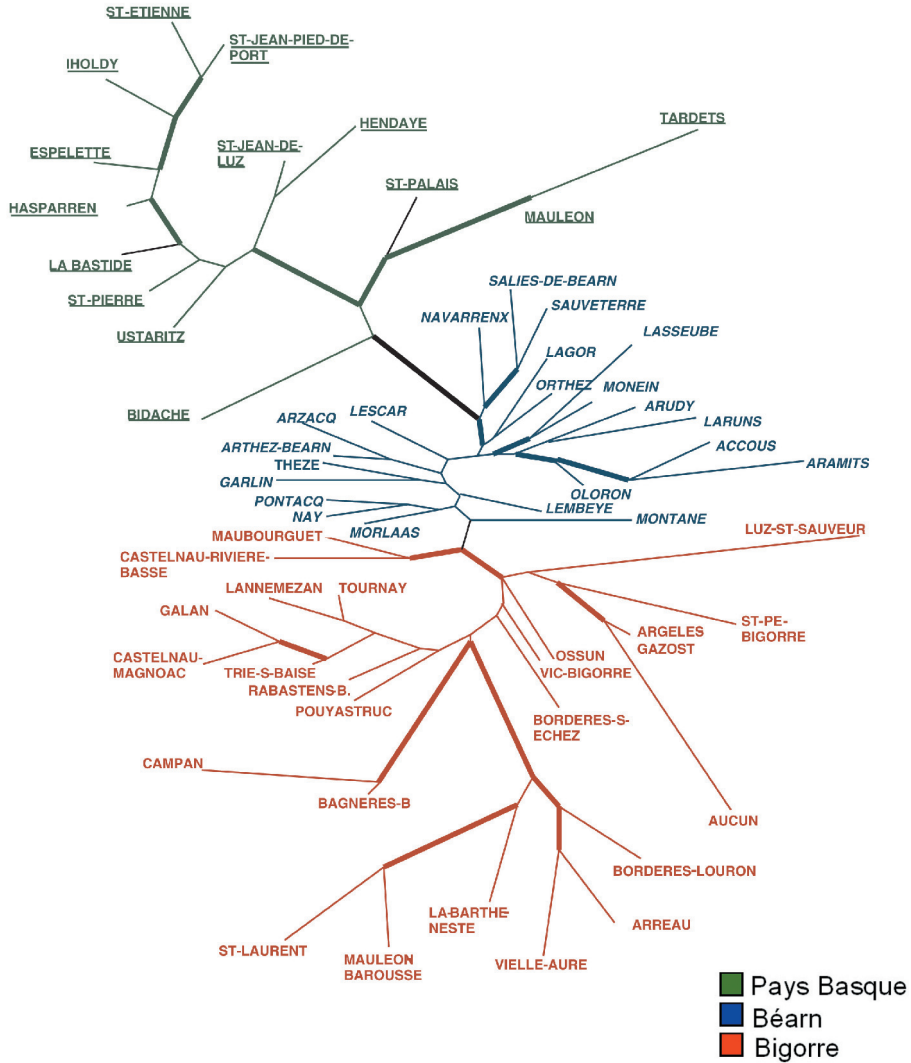 ST-ETIENNE
ST-JEAN-PIED-DE-
PORT
IHOLDY
TARDETS
HENDAYE
ST-JEAN-DE-
LUZ
ESPELETTE
ST-PALAIS
HASPARREN
MAULEON
LA BASTIDE
ST-PIERRE
USTARITZ
BIDACHE
SALIES-DE-BEARN
SAUVETERRE
NAVARRENX
LASSEUBE
LAGOR
ORTHEZ
MONEIN
ARUDY
LARUNS
ACCOUS
ARAMITS
OLORON
LESCAR
ARZACQ
ARTHEZ-BEARN
THEZE
GARLIN
PONTACQ
NAY
MORLAAS
LEMBEYE
MONTANE
MAUBOURGUET
CASTELNAU-RIVIERE-
BASSE
LUZ-ST-SAUVEUR
LANNEMEZAN
TOURNAY
GALAN
CASTELNAU-
MAGNOAC
TRIE-S-BAISE
RABASTENS-B.
POUYASTRUC
ST-PE-
BIGORRE
ARGELES
GAZOST
OSSUN
VIC-BIGORRE
BORDERES-S-
ECHEZ
CAMPAN
BAGNERES-B
AUCUN
BORDERES-LOURON
ARREAU
LA-BARTHE-
NESTE
VIELLE-AURE
ST-LAURENT
MAULEON
BAROUSSE
Pays Basque
Béarn
Bigorre